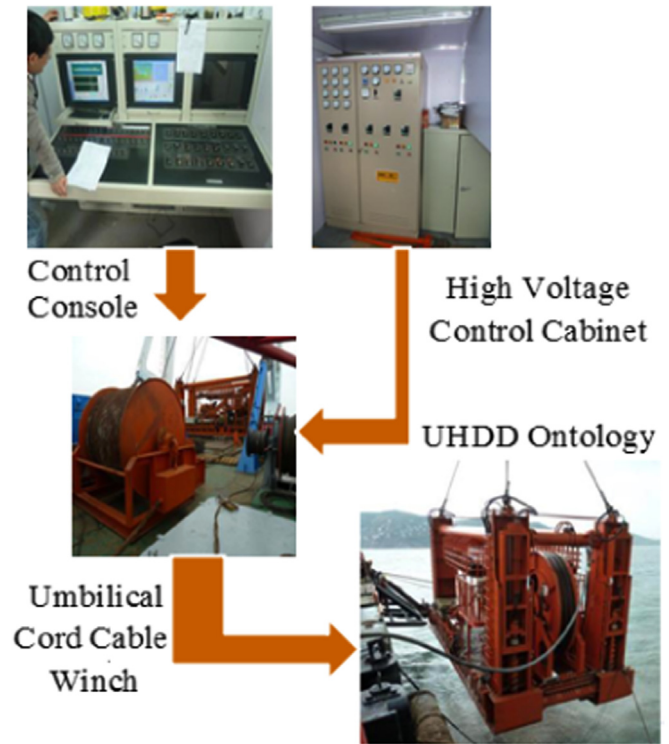 Control
Console
High Voltage
Control Cabinet
UHDD Ontology
Umbilical
Cord Cable
Winch